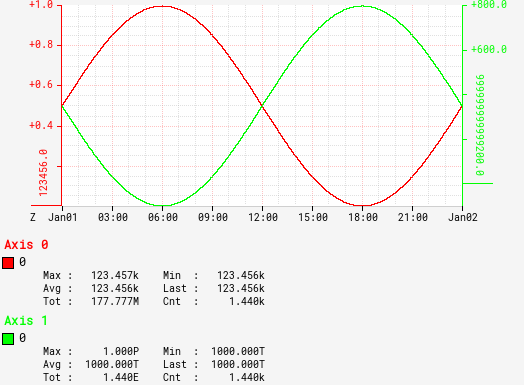 +1.0
+0.8
+0.6
+0.4
123456.0
+800.0
+600.0
Z Jan01 03:00 06:00 09:00 12:00 15:00 18:00 21:00 Jan02
Axis 0
0
Max : 123.457k Min : 123.456k
Avg : 123.456k Last : 123.456k
Tot : 177.777M Cnt : 1.440k
Axis 1
0
Max : 1.000P Min : 1000.000T
Avg : 1000.000T Last : 1000.000T
Tot : 1.440E Cnt : 1.440k